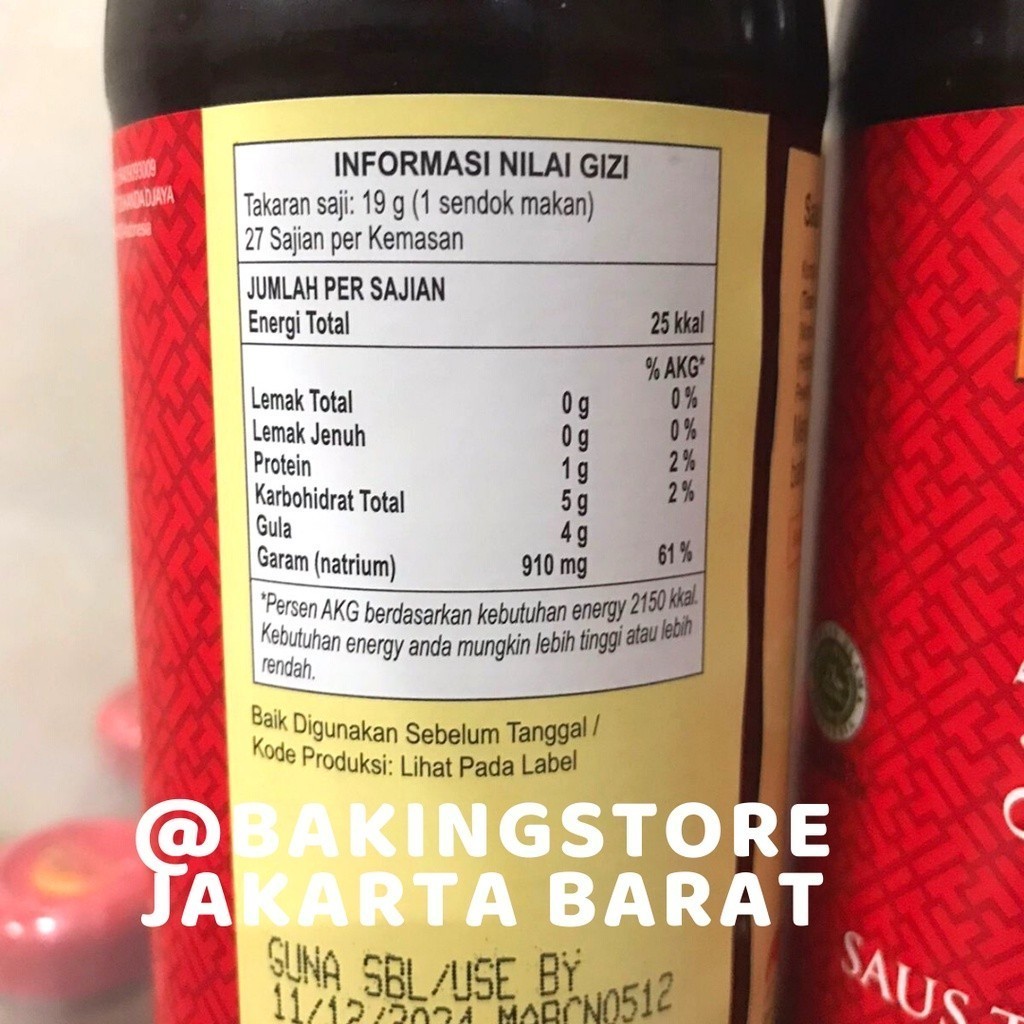 INFORMASI NILAI GIZI
Takaran saji: 19 g (1 sendok makan)
27 Sajian per Kemasan
JUMLAH PER SAJIAN
Energi Total 25 kkal
% AKG*
Lemak Total 0 g 0 %
Lemak Jenuh 0 g 0 %
Protein 1 g 2 %
Karbohidrat Total 5 g 2 %
Gula 4 g
Garam (natrium) 910 mg 61 %
*Persen AKG berdasarkan kebutuhan energy 2150 kkal.
Kebutuhan energy anda mungkin lebih tinggi atau lebih
rendah.
Baik Digunakan Sebelum Tanggal /
Kode Produksi: Lihat Pada Label
@BAKINGSTORE
JAKARTA BARAT
GUNA SBL/USE BY
11/12/2024 MARCN0512
SAUS